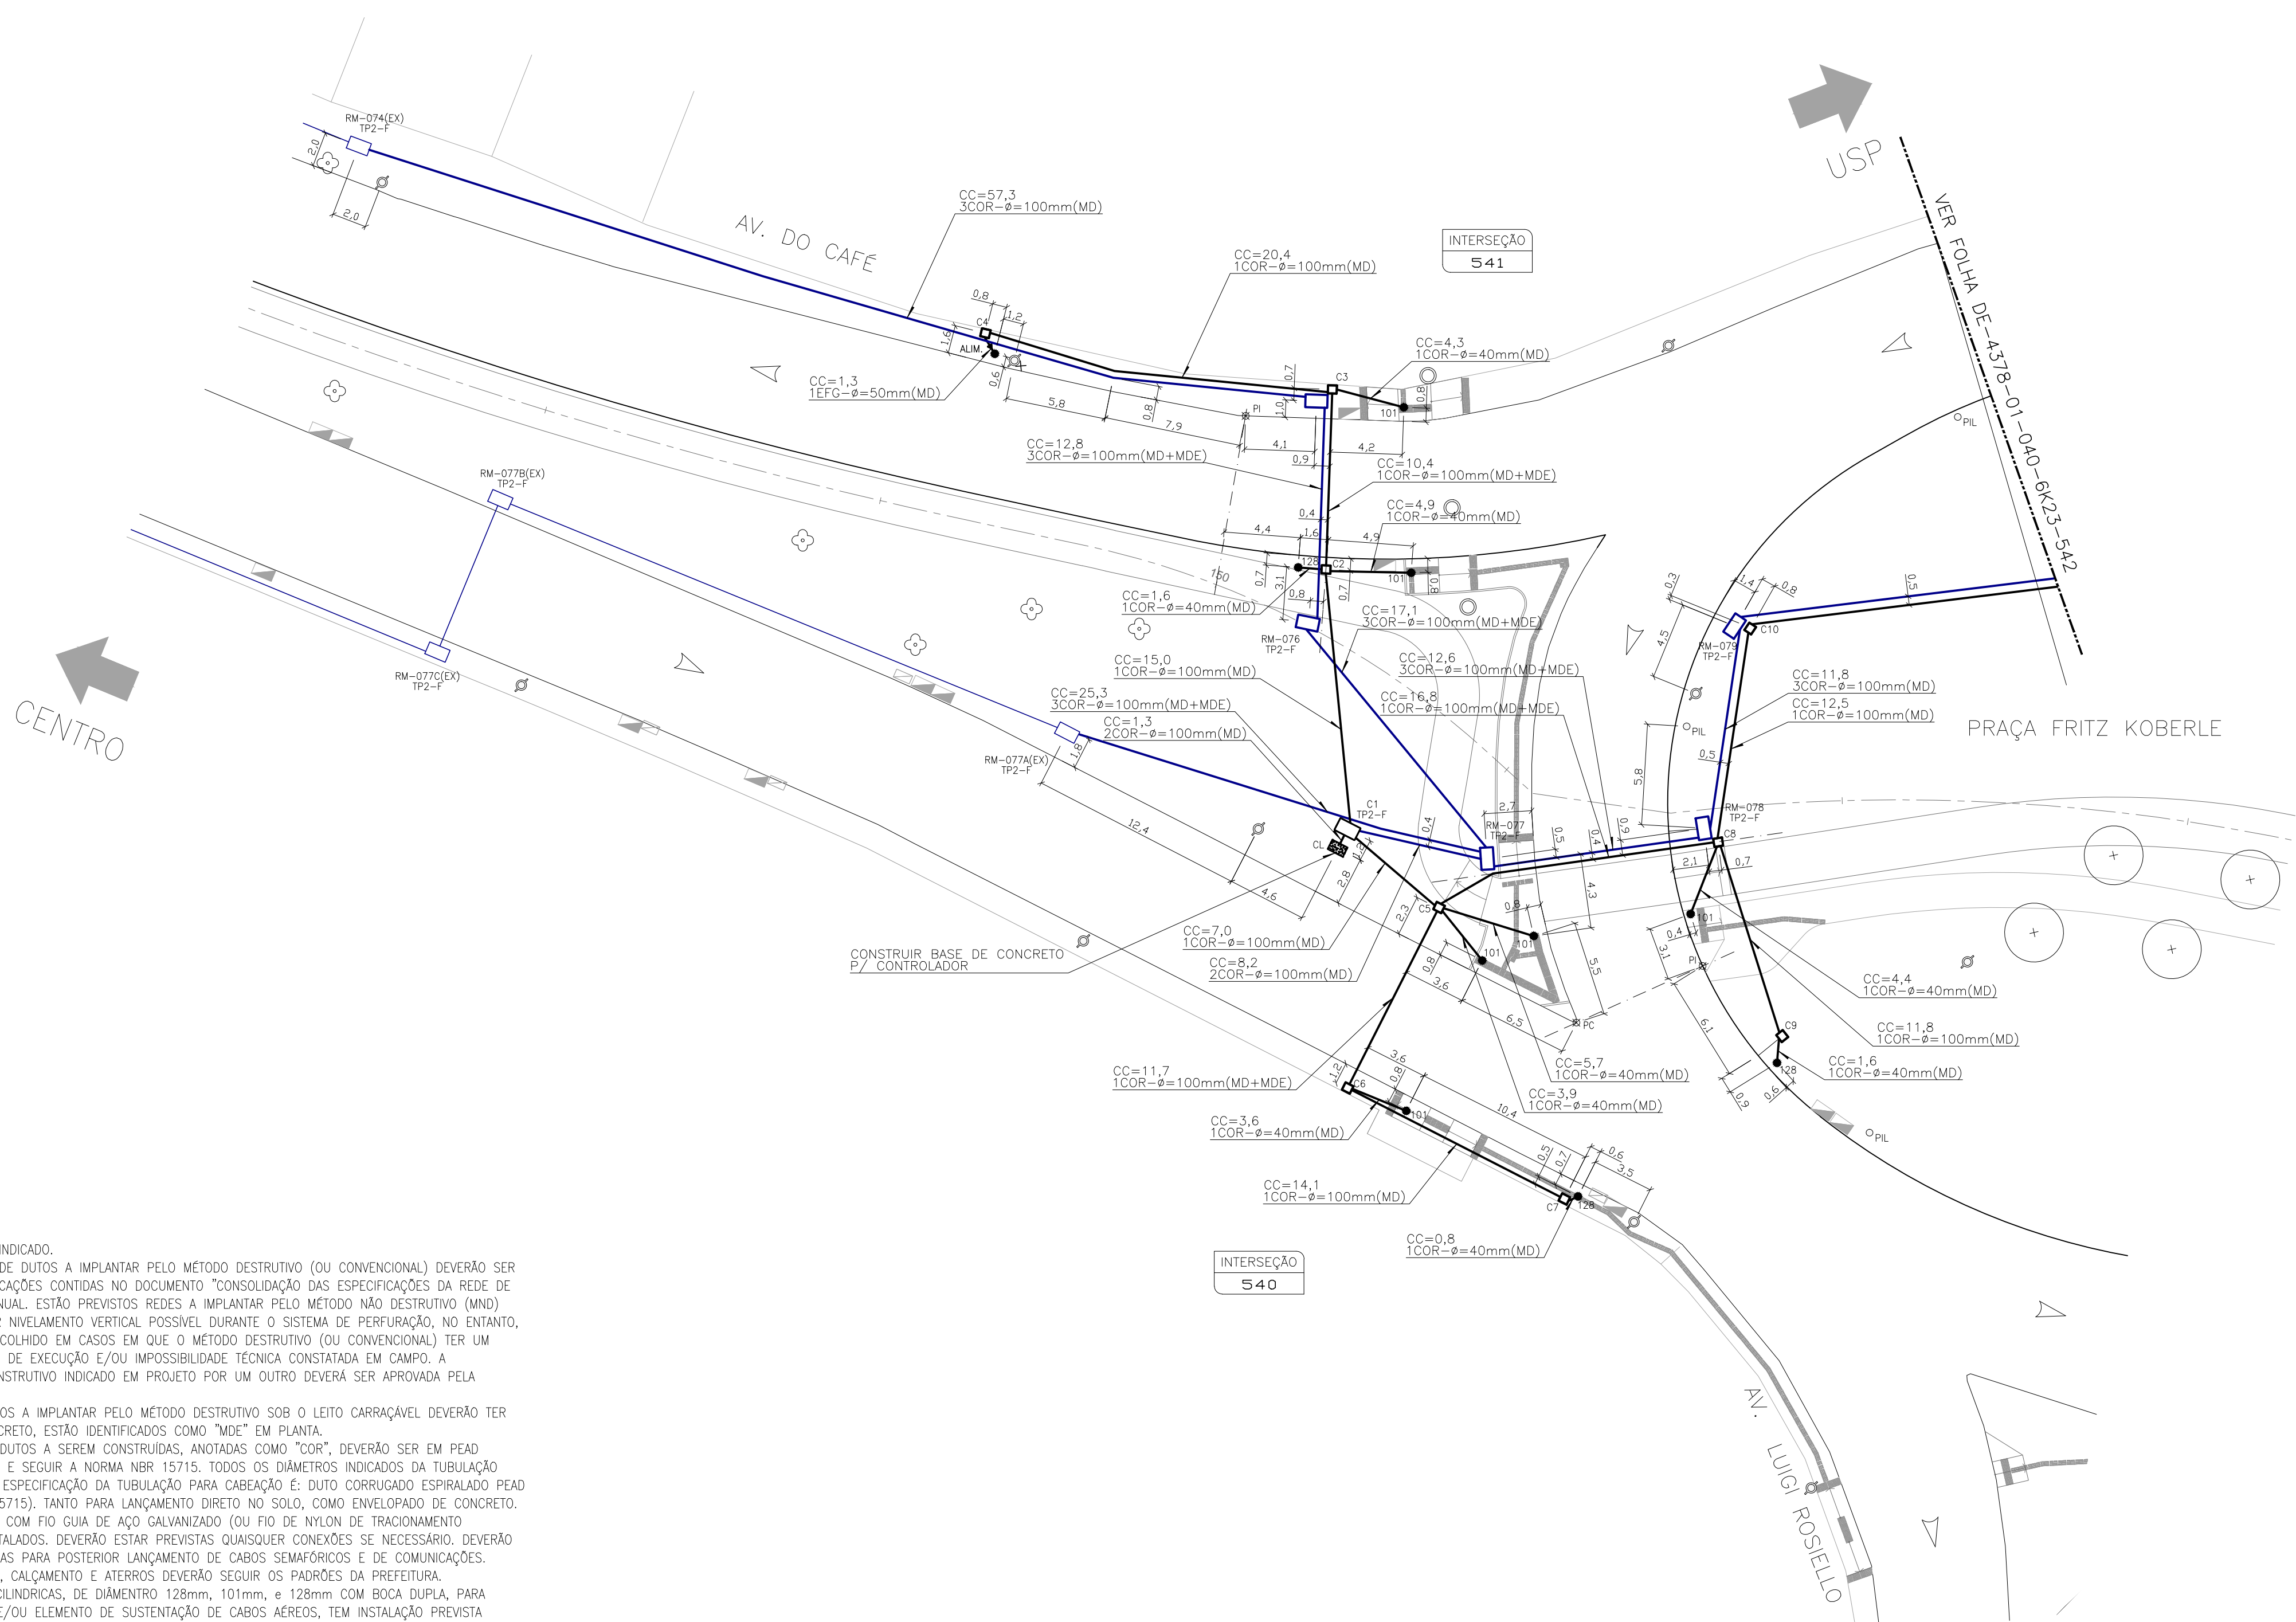 RM-074(EX)
TP2-F
2,0
2,0
AV. DO CAFÉ
CC=57,3
3COR-ø=100mm(MD)
CC=20,4
1COR-ø=100mm(MD)
INTERSEÇÃO
541
USP
VER FOLHA DE-4378-01-040-6K23-542
C4
0,8
1,2
1,6
ALIM.
0,6
CC=1,3
1EFG-ø=50mm(MD)
5,8
7,9
0,8
PI
1,0
0,7
C3
CC=4,3
1COR-ø=40mm(MD)
101
0,8
4,1
4,2
0,9
CC=12,8
3COR-ø=100mm(MD+MDE)
CC=10,4
1COR-ø=100mm(MD+MDE)
CC=4,9
1COR-ø=40mm(MD)
0,4
4,4
1,6
4,9
PIL
RM-077B(EX)
TP2-F
150
0,7
3,1
128
C2
0,7
101
0,8
0,8
CC=1,6
1COR-ø=40mm(MD)
CC=17,1
3COR-ø=100mm(MD+MDE)
RM-076
TP2-F
0,3
1,4
0,8
0,5
4,5
C10
RM-079
TP2-F
CC=15,0
1COR-ø=100mm(MD)
CC=12,6
3COR-ø=100mm(MD+MDE)
RM-077C(EX)
TP2-F
CC=25,3
3COR-ø=100mm(MD+MDE)
CC=16,8
1COR-ø=100mm(MD+MDE)
CC=1,3
2COR-ø=100mm(MD)
CC=11,8
3COR-ø=100mm(MD)
CC=12,5
1COR-ø=100mm(MD)
PIL
PRAÇA FRITZ KOBERLE
CENTRO
RM-077A(EX)
TP2-F
1,8
0,5
5,8
C1
TP2-F
2,7
RM-077
TP2-F
RM-078
TP2-F
12,4
CL
1,2
0,4
0,5
0,4
0,9
C8
2,8
4,6
2,1
0,7
4,3
C5
2,3
0,8
101
101
0,4
CC=7,0
1COR-ø=100mm(MD)
CC=8,2
2COR-ø=100mm(MD)
CONSTRUIR BASE DE CONCRETO
P/ CONTROLADOR
101
0,8
3,6
5,5
3,1
PI
6,5
PC
CC=4,4
1COR-ø=40mm(MD)
6,1
C9
CC=11,8
1COR-ø=100mm(MD)
CC=11,7
1COR-ø=100mm(MD+MDE)
3,6
CC=5,7
1COR-ø=40mm(MD)
128
CC=1,6
1COR-ø=40mm(MD)
1,2
C6
0,8
101
10,4
CC=3,9
1COR-ø=40mm(MD)
0,9
0,6
CC=3,6
1COR-ø=40mm(MD)
PIL
0,5
0,7
0,6
3,5
CC=14,1
1COR-ø=100mm(MD)
C7
128
CC=0,8
1COR-ø=40mm(MD)
INTERSEÇÃO
540
AV. LUIGI ROSIELLO
INDICADO.
DE DUTOS A IMPLANTAR PELO MÉTODO DESTRUTIVO (OU CONVENCIONAL) DEVERÃO SER
CAÇÕES CONTIDAS NO DOCUMENTO "CONSOLIDAÇÃO DAS ESPECIFICAÇÕES DA REDE DE
NUAL. ESTÃO PREVISTOS REDES A IMPLANTAR PELO MÉTODO NÃO DESTRUTIVO (MND)
R NIVELAMENTO VERTICAL POSSÍVEL DURANTE O SISTEMA DE PERFURAÇÃO, NO ENTANTO,
COLHIDO EM CASOS EM QUE O MÉTODO DESTRUTIVO (OU CONVENCIONAL) TER UM
DE EXECUÇÃO E/OU IMPOSSIBILIDADE TÉCNICA CONSTATADA EM CAMPO. A
NSTRUTIVO INDICADO EM PROJETO POR UM OUTRO DEVERÁ SER APROVADA PELA
OS A IMPLANTAR PELO MÉTODO DESTRUTIVO SOB O LEITO CARRAÇÁVEL DEVERÃO TER
CRETO, ESTÃO IDENTIFICADOS COMO "MDE" EM PLANTA.
DUTOS A SEREM CONSTRUÍDAS, ANOTADAS COMO "COR", DEVERÃO SER EM PEAD
E SEGUIR A NORMA NBR 15715. TODOS OS DIÂMETROS INDICADOS DA TUBULAÇÃO
ESPECIFICAÇÃO DA TUBULAÇÃO PARA CABEAÇÃO É: DUTO CORRUGADO ESPIRALADO PEAD
5715). TANTO PARA LANÇAMENTO DIRETO NO SOLO, COMO ENVELOPADO DE CONCRETO.
COM FIO GUIA DE AÇO GALVANIZADO (OU FIO DE NYLON DE TRACIONAMENTO
TALADOS. DEVERÃO ESTAR PREVISTAS QUAISQUER CONEXÕES SE NECESSÁRIO. DEVERÃO
AS PARA POSTERIOR LANÇAMENTO DE CABOS SEMAFÓRICOS E DE COMUNICAÇÕES.
, CALÇAMENTO E ATERROS DEVERÃO SEGUIR OS PADRÕES DA PREFEITURA.
CILINDRICAS, DE DIÂMENTRO 128mm, 101mm, e 128mm COM BOCA DUPLA, PARA
E/OU ELEMENTO DE SUSTENTAÇÃO DE CABOS AÉREOS, TEM INSTALAÇÃO PREVISTA